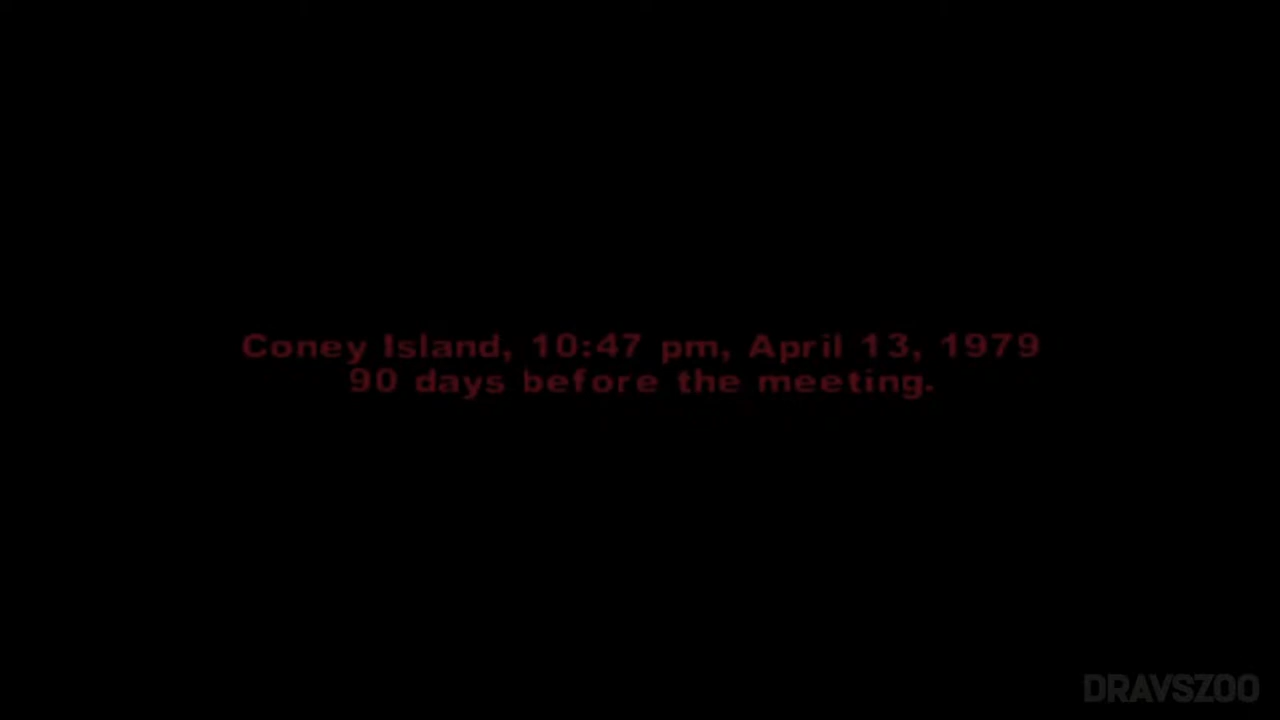 Coney Island, 10:47 pm, April 13, 1979
90 days before the meeting.
DRAVSZOO